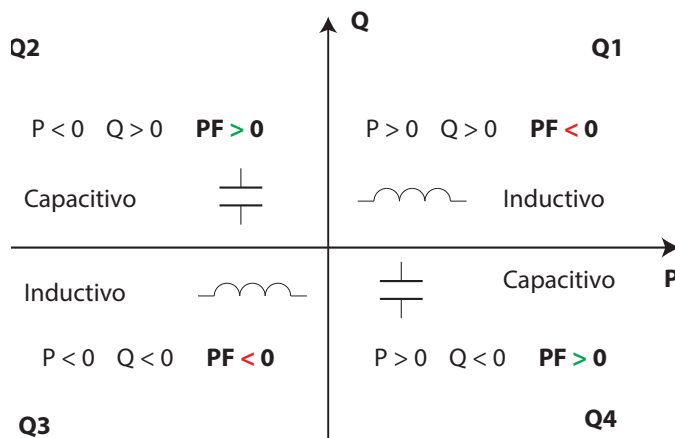 Q
Q2
Q1
P < 0 Q > 0 PF > 0
P > 0 Q > 0 PF < 0
Capacitivo
Inductivo
Inductivo
Capacitivo
P
P < 0 Q < 0 PF < 0
P > 0 Q < 0 PF > 0
Q3
Q4